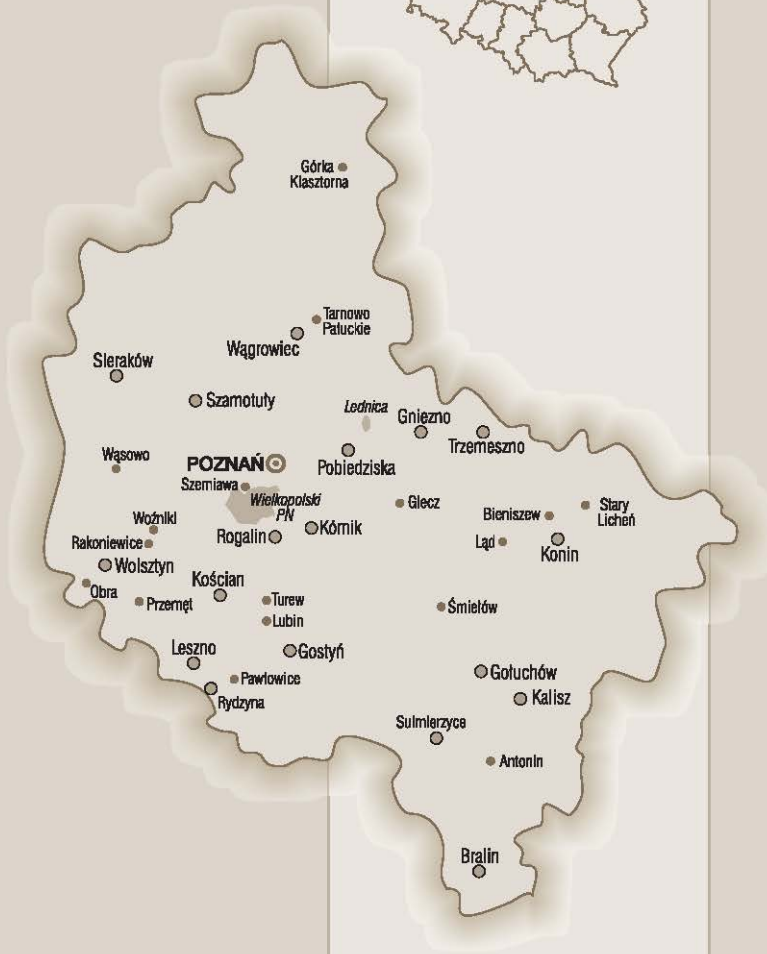 Górka
Klasztorna
Tarnowo
Pałuckie
Wągrowiec
Sieraków
Szamotuły
Lednica
Gniezno
Trzemeszno
Wąsowo
POZNAŃ
Pobiedziska
Szreniawa
Wielkopolski
PN
Giecz
Stary
Licheń
Bieniszew
Woźniki
Rakoniewice
Rogalin
Kórnik
Ląd
Konin
Wolsztyn
Obra
Przemęt
Kościan
Turew
Śmiełów
Lubin
Leszno
Gostyń
Gołuchów
Pawłowice
Rydzyna
Kalisz
Sulmierzyce
Antonin
Bralin